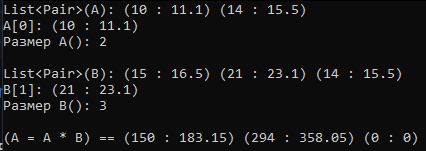 List<Pair>(A): (10 : 11.1) (14 : 15.5)
A[0]: (10 : 11.1)
Размер A(): 2
List<Pair>(B): (15 : 16.5) (21 : 23.1) (14 : 15.5)
B[1]: (21 : 23.1)
Размер B(): 3
(A = A * B) == (150 : 183.15) (294 : 358.05) (0 : 0)